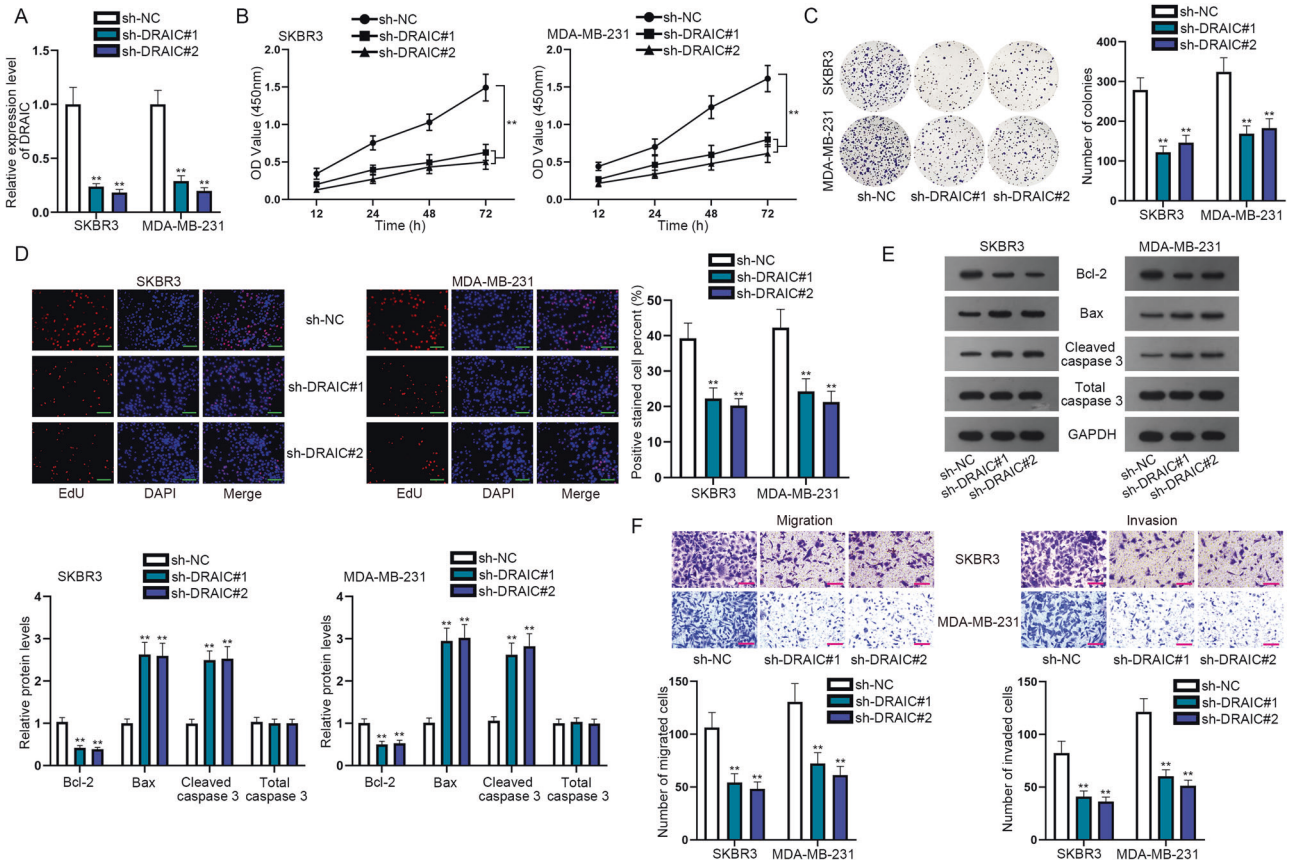 A
sh-NC
sh-DRAIC#1
sh-DRAIC#2
Relative expression level
of DRAIC
1.5
1.0
0.5
0.0
**
**
**
**
SKBR3
MDA-MB-231
B
SKBR3
sh-NC
sh-DRAIC#1
sh-DRAIC#2
OD Value (450nm)
2.0
1.5
1.0
0.5
0.0
**
12
24
48
72
Time (h)
MDA-MB-231
sh-NC
sh-DRAIC#1
sh-DRAIC#2
OD Value (450nm)
2.0
1.5
1.0
0.5
0.0
**
12
24
48
72
Time (h)
C
SKBR3
MDA-MB-231
sh-NC
sh-DRAIC#1
sh-DRAIC#2
sh-NC
sh-DRAIC#1
sh-DRAIC#2
Number of colonies
400
300
200
100
0
**
**
**
**
SKBR3
MDA-MB-231
D
SKBR3
MDA-MB-231
sh-NC
sh-DRAIC#1
sh-DRAIC#2
EdU
DAPI
Merge
EdU
DAPI
Merge
sh-NC
sh-DRAIC#1
sh-DRAIC#2
Positive stained cell percent (%)
60
40
20
0
**
**
**
**
SKBR3
MDA-MB-231
E
SKBR3
MDA-MB-231
Bcl-2
Bax
Cleaved
caspase 3
Total
caspase 3
GAPDH
sh-NC
sh-DRAIC#1
sh-DRAIC#2
sh-NC
sh-DRAIC#1
sh-DRAIC#2
SKBR3
sh-NC
sh-DRAIC#1
sh-DRAIC#2
Relative protein levels
4
3
2
1
0
**
**
**
**
**
**
Bcl-2
Bax
Cleaved
caspase 3
Total
caspase 3
MDA-MB-231
sh-NC
sh-DRAIC#1
sh-DRAIC#2
Relative protein levels
4
3
2
1
0
**
**
**
**
**
**
Bcl-2
Bax
Cleaved
caspase 3
Total
caspase 3
F
Migration
Invasion
SKBR3
MDA-MB-231
sh-NC
sh-DRAIC#1
sh-DRAIC#2
sh-NC
sh-DRAIC#1
sh-DRAIC#2
sh-NC
sh-DRAIC#1
sh-DRAIC#2
Number of migrated cells
150
100
50
0
**
**
**
**
SKBR3
MDA-MB-231
sh-NC
sh-DRAIC#1
sh-DRAIC#2
Number of invaded cells
150
100
50
0
**
**
**
**
SKBR3
MDA-MB-231